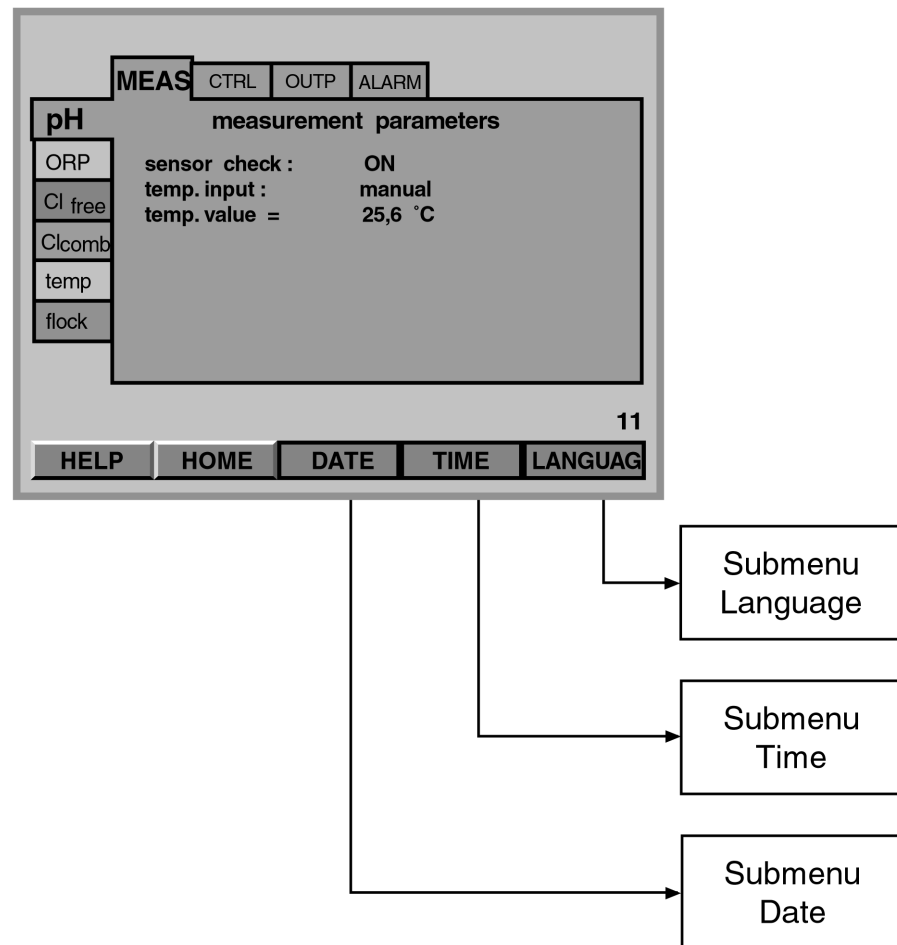 MEAS CTRL OUTP ALARM
pH measurement parameters
ORP
sensor check : ON
temp. input : manual
Cl free
temp. value = 25,6 °C
Clcomb
temp
flock
11
HELP HOME DATE TIME LANGUAG
Submenu
Language
Submenu
Time
Submenu
Date